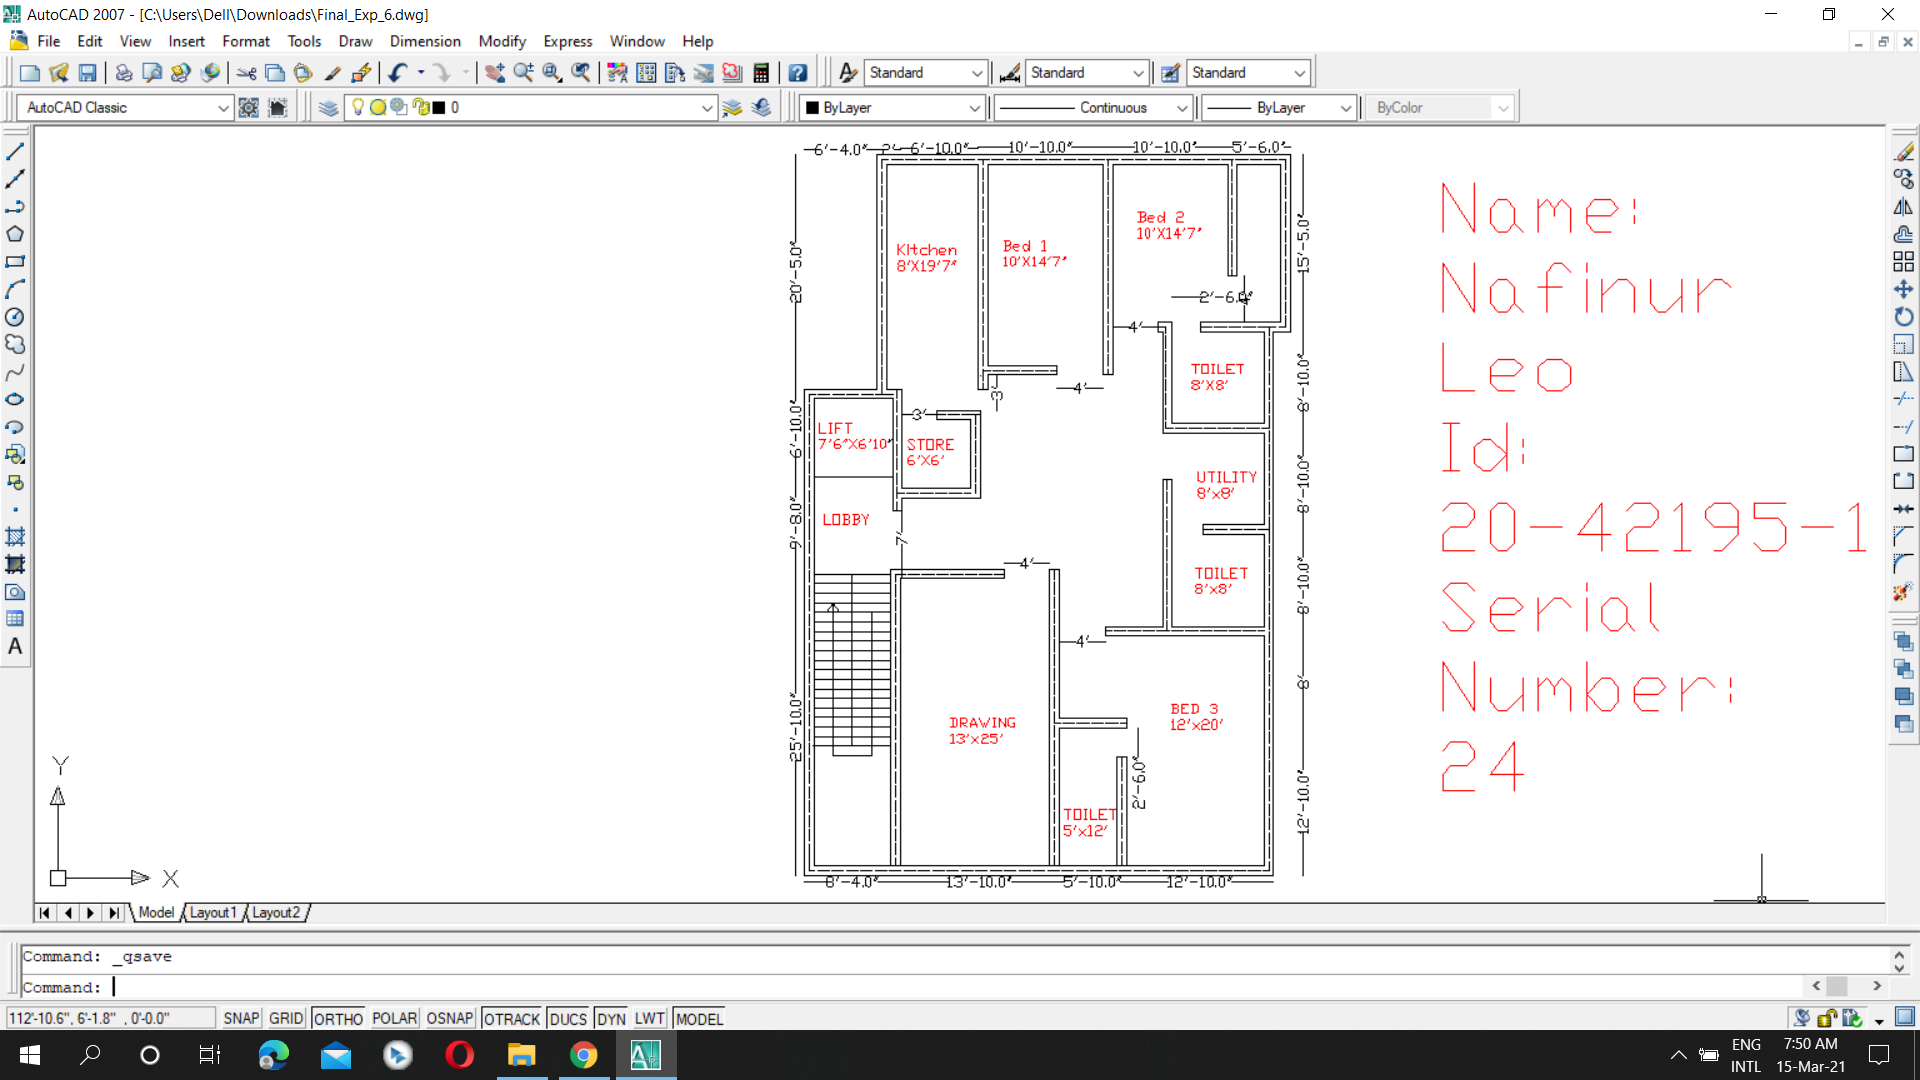 AutoCAD 2007 - [C:\Users\Dell\Downloads\Final_Exp_6.dwg]
File Edit View Insert Format Tools Draw Dimension Modify Express Window Help
Standard Standard Standard
AutoCAD Classic 0 ByLayer Continuous ByLayer ByColor
6'-4.0" 2' 6'-10.0" 10'-10.0" 10'-10.0" 5'-6.0"
20'-5.0"
KItchen
8'X19'7"
Bed 1
10'X14'7"
Bed 2
10'X14'7"
15'-5.0"
2'-6.0"
4'
TOILET
8'X8'
8'-10.0"
4'
3'
6'-10.0"
LIFT
7'6"X6'10"
3'
STORE
6'X6'
UTILITY
8'x8'
8'-10.0"
9'-8.0"
LOBBY
7'
4'
TOILET
8'x8'
8'-10.0"
4'
25'-10.0"
DRAWING
13'x25'
BED 3
12'x20'
8'
2'-6.0"
TOILET
5'x12'
12'-10.0"
8'-4.0" 13'-10.0" 5'-10.0" 12'-10.0"
Name:
Nafinur
Leo
Id:
20-42195-1
Serial
Number:
24
Y
X
Model Layout1 Layout2
Command: _qsave
Command:
112'-10.6", 6'-1.8" , 0'-0.0" SNAP GRID ORTHO POLAR OSNAP OTRACK DUCS DYN LWT MODEL
ENG 7:50 AM
INTL 15-Mar-21